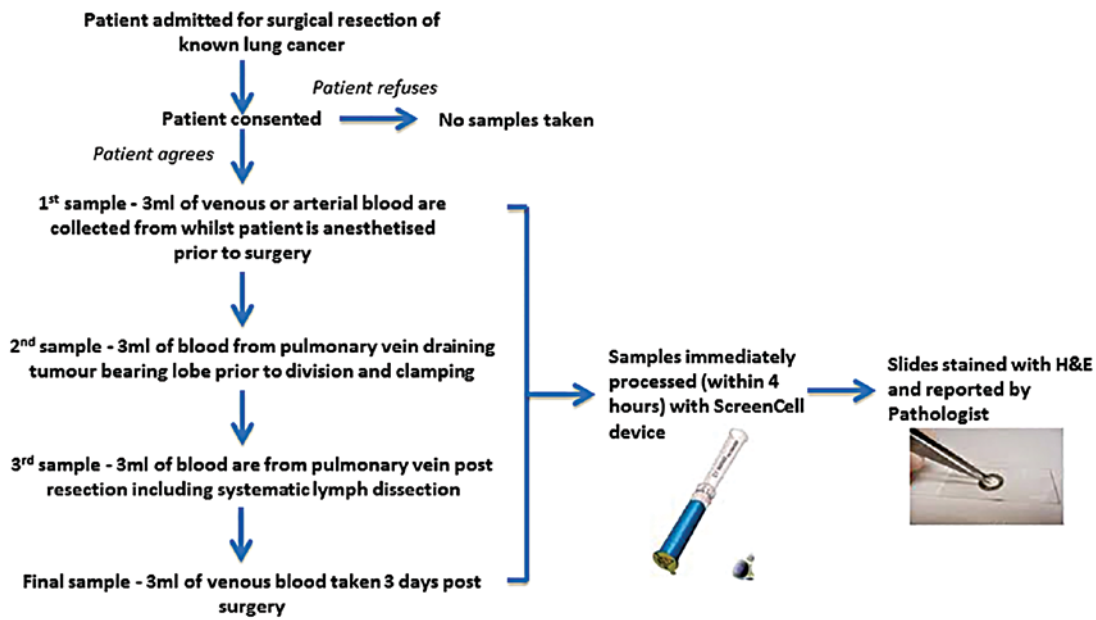 Patient admitted for surgical resection of
known lung cancer
Patient refuses
Patient consented
No samples taken
Patient agrees
1st sample - 3ml of venous or arterial blood are
collected from whilst patient is anesthetised
prior to surgery
2nd sample - 3ml of blood from pulmonary vein draining
tumour bearing lobe prior to division and clamping
3rd sample - 3ml of blood are from pulmonary vein post
resection including systematic lymph dissection
Final sample - 3ml of venous blood taken 3 days post
surgery
Samples immediately
processed (within 4
hours) with ScreenCell
device
Slides stained with H&E
and reported by
Pathologist